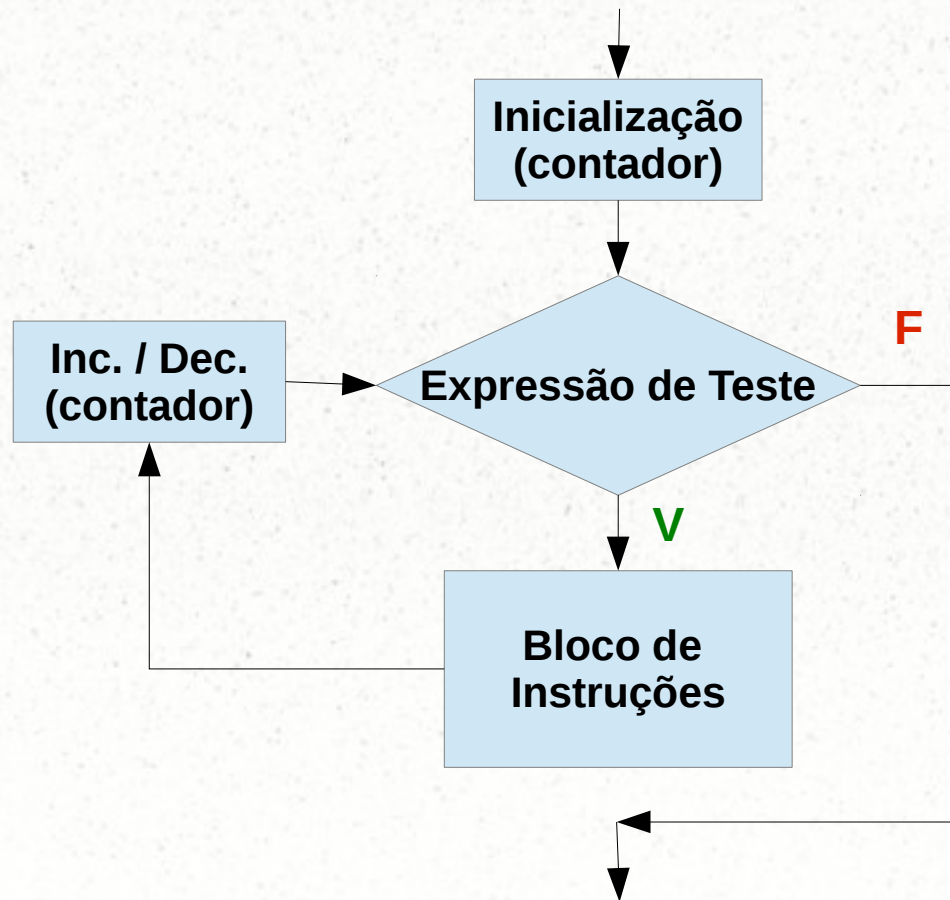 Inicialização
(contador)
F
Inc. / Dec.
(contador)
Expressão de Teste
V
Bloco de
Instruções